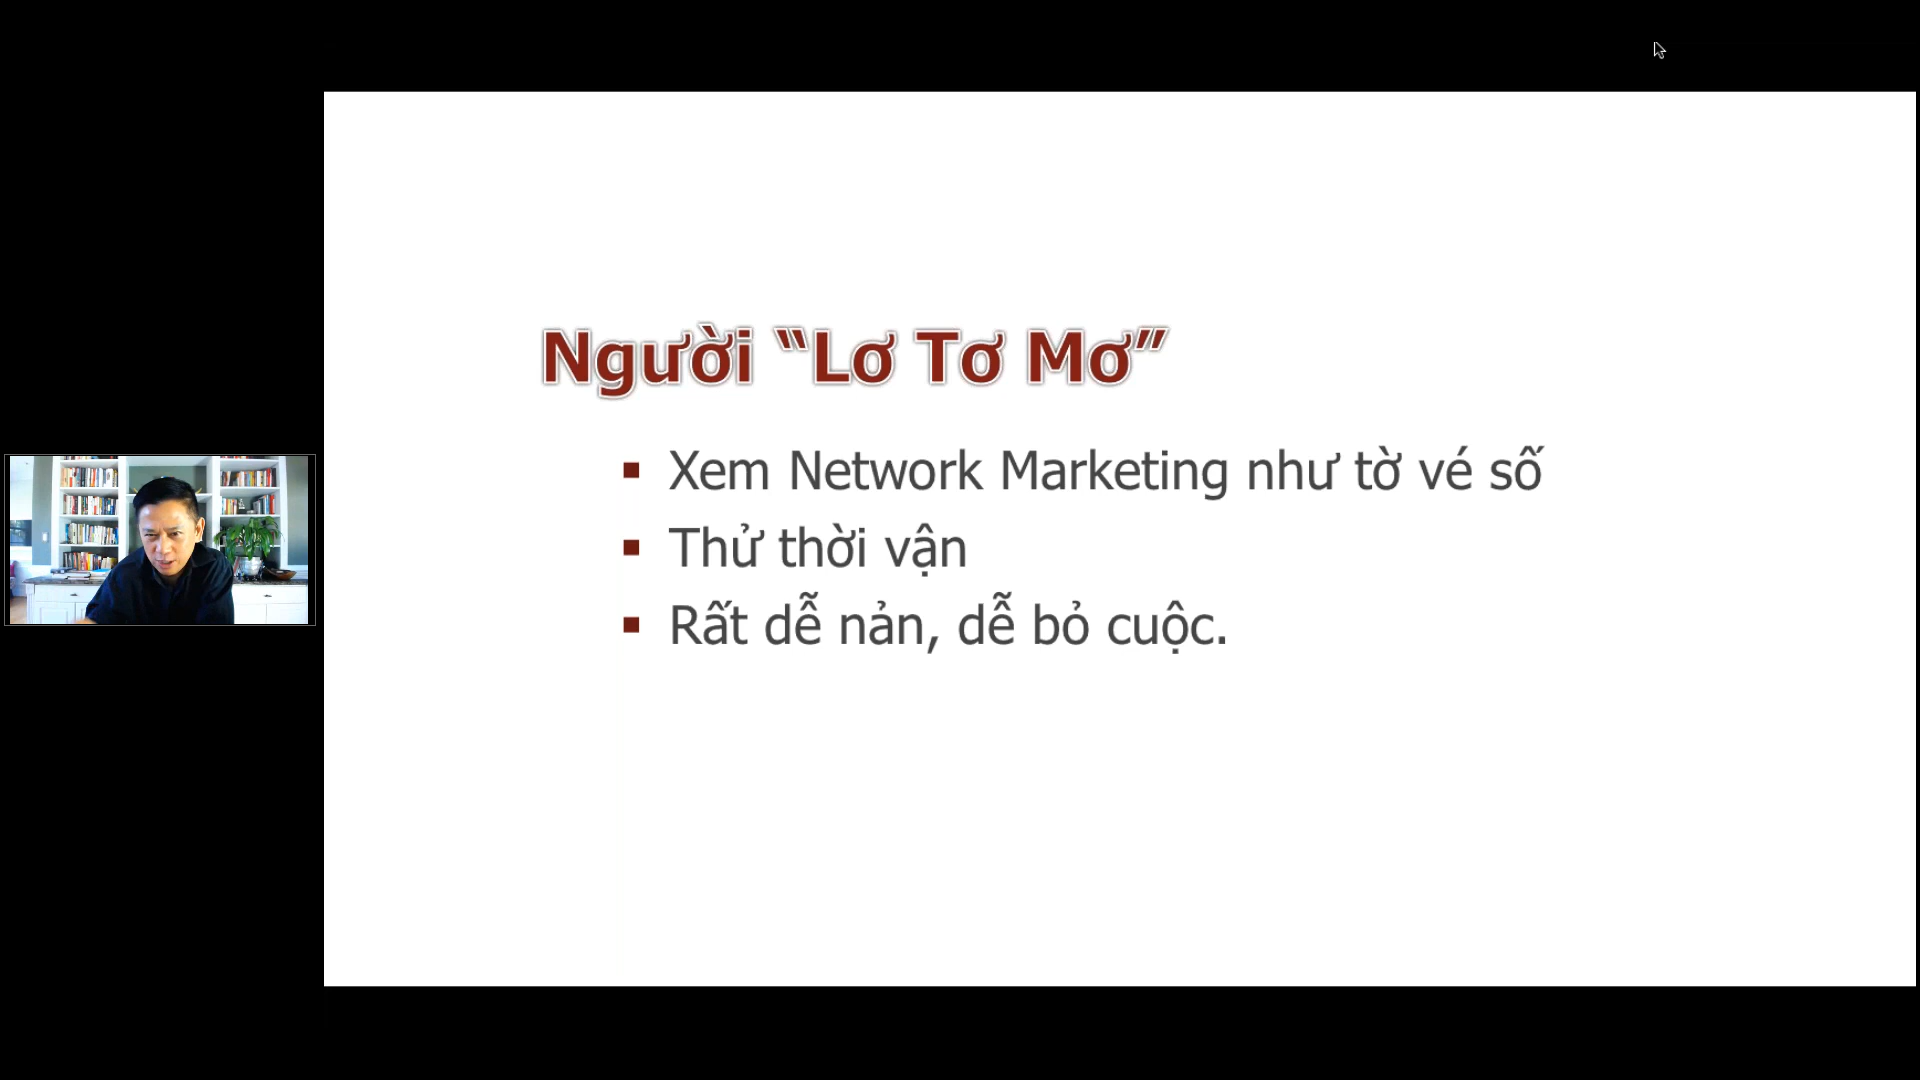 Người “Lơ Tơ Mơ”
▪ Xem Network Marketing như tờ vé số
▪ Thử thời vận
▪ Rất dễ nản, dễ bỏ cuộc.